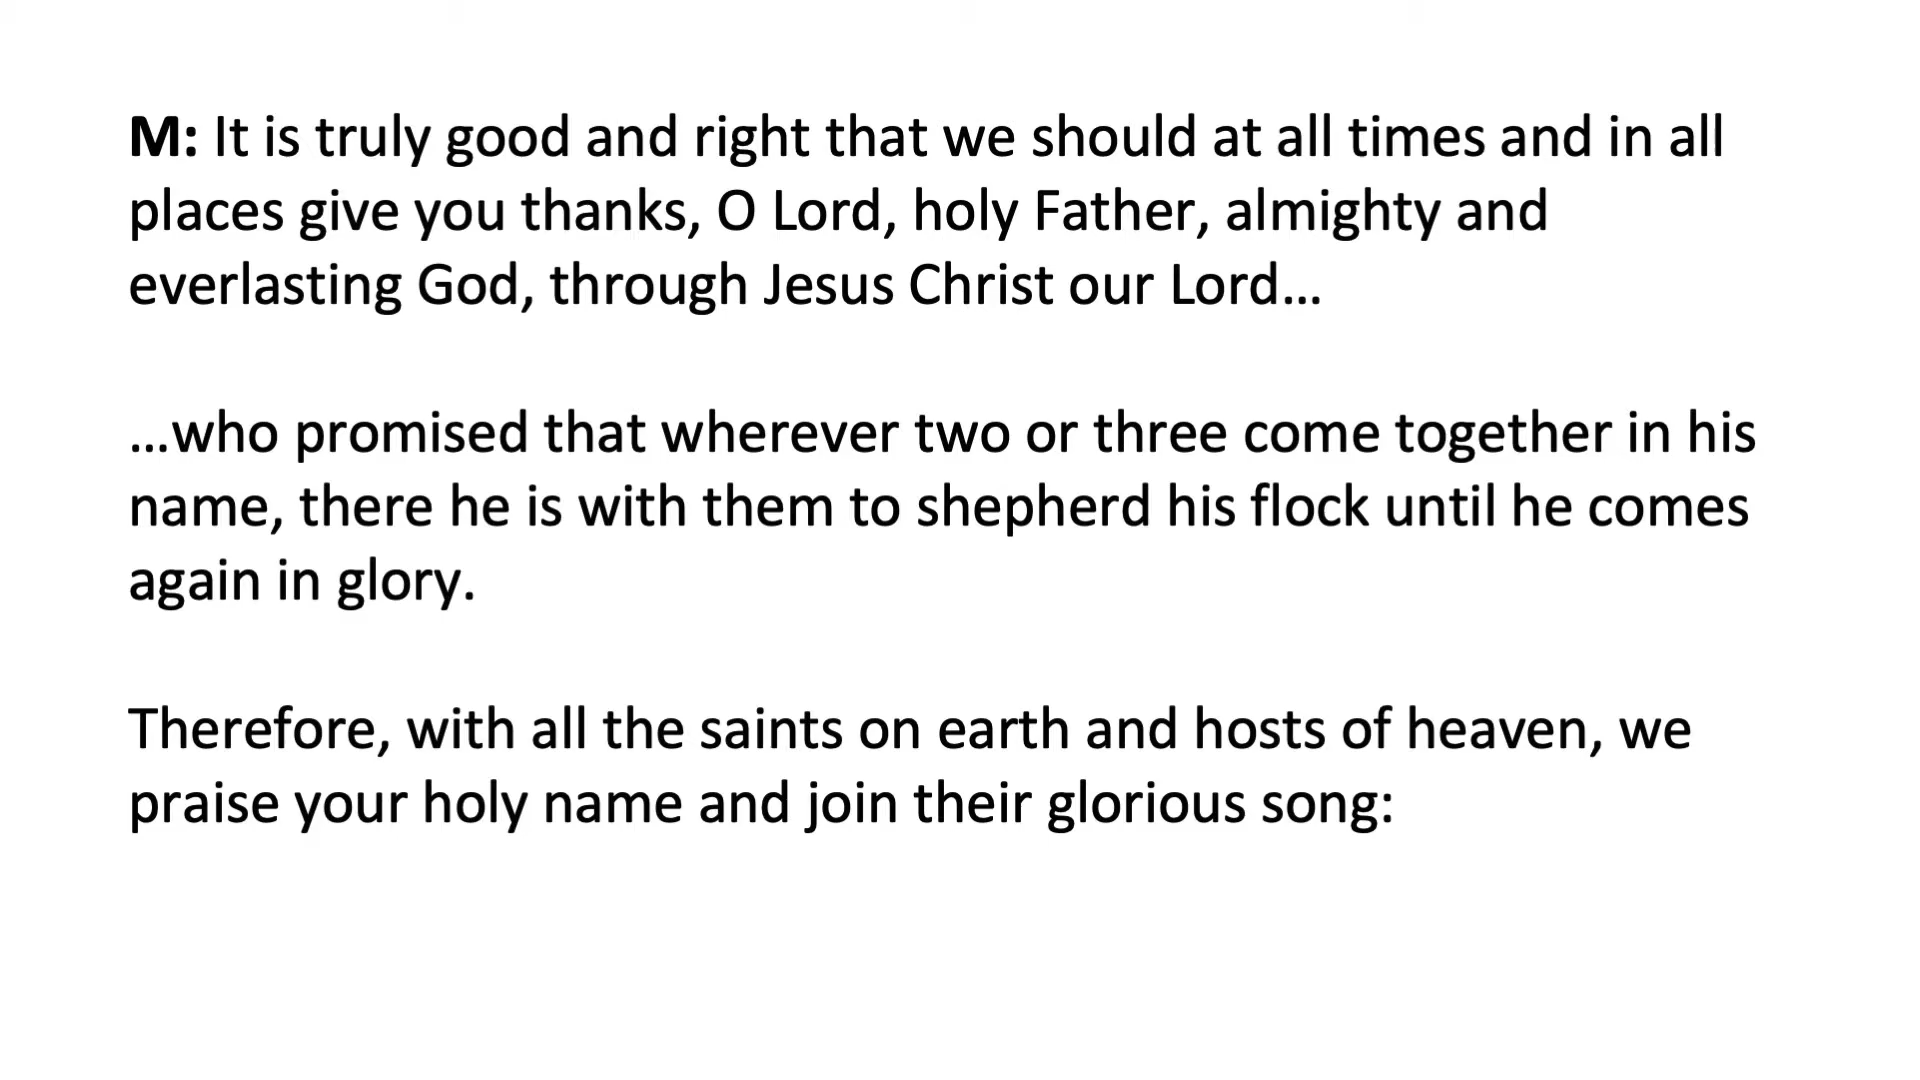 M: It is truly good and right that we should at all times and in all
places give you thanks, O Lord, holy Father, almighty and
everlasting God, through Jesus Christ our Lord…
…who promised that wherever two or three come together in his
name, there he is with them to shepherd his flock until he comes
again in glory.
Therefore, with all the saints on earth and hosts of heaven, we
praise your holy name and join their glorious song: